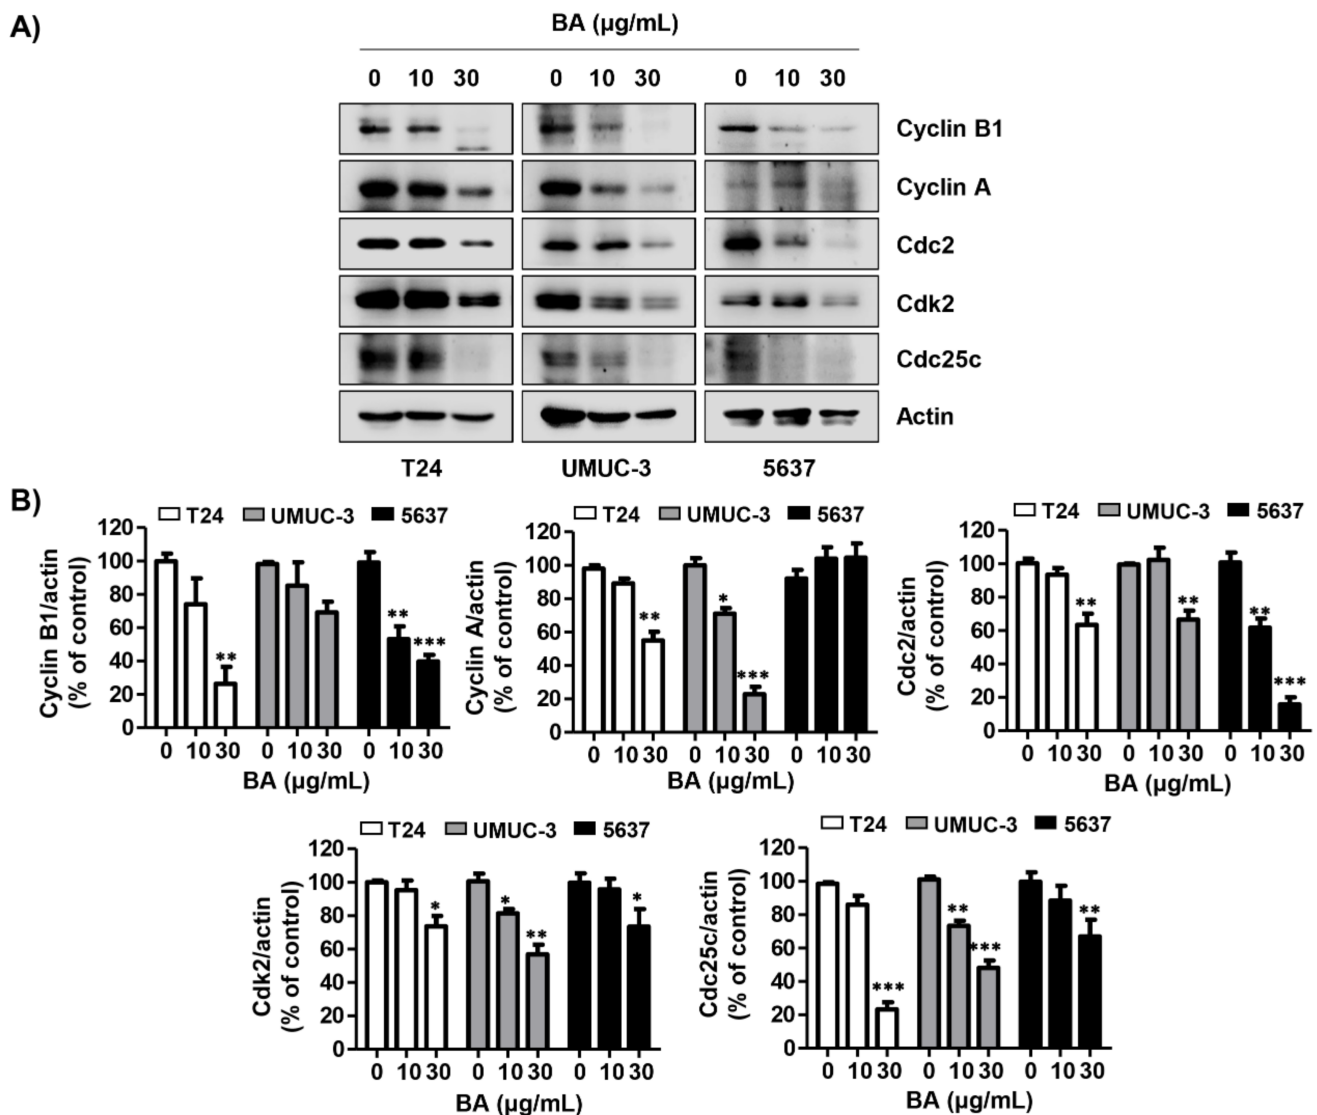 A)
BA (µg/mL)
0 10 30 0 10 30 0 10 30
Cyclin B1
Cyclin A
Cdc2
Cdk2
Cdc25c
Actin
T24 UMUC-3 5637
B)
T24 UMUC-3 5637
Cyclin B1/actin
(% of control)
120
100
80
60
40
20
0
**
**
***
0 10 30 0 10 30 0 10 30
BA (µg/mL)
T24 UMUC-3 5637
Cyclin A/actin
(% of control)
120
100
80
60
40
20
0
**
*
***
0 10 30 0 10 30 0 10 30
BA (µg/mL)
T24 UMUC-3 5637
Cdc2/actin
(% of control)
120
100
80
60
40
20
0
**
**
**
***
0 10 30 0 10 30 0 10 30
BA (µg/mL)
T24 UMUC-3 5637
Cdk2/actin
(% of control)
120
100
80
60
40
20
0
*
*
**
*
0 10 30 0 10 30 0 10 30
BA (µg/mL)
T24 UMUC-3 5637
Cdc25c/actin
(% of control)
120
100
80
60
40
20
0
***
**
***
**
0 10 30 0 10 30 0 10 30
BA (µg/mL)